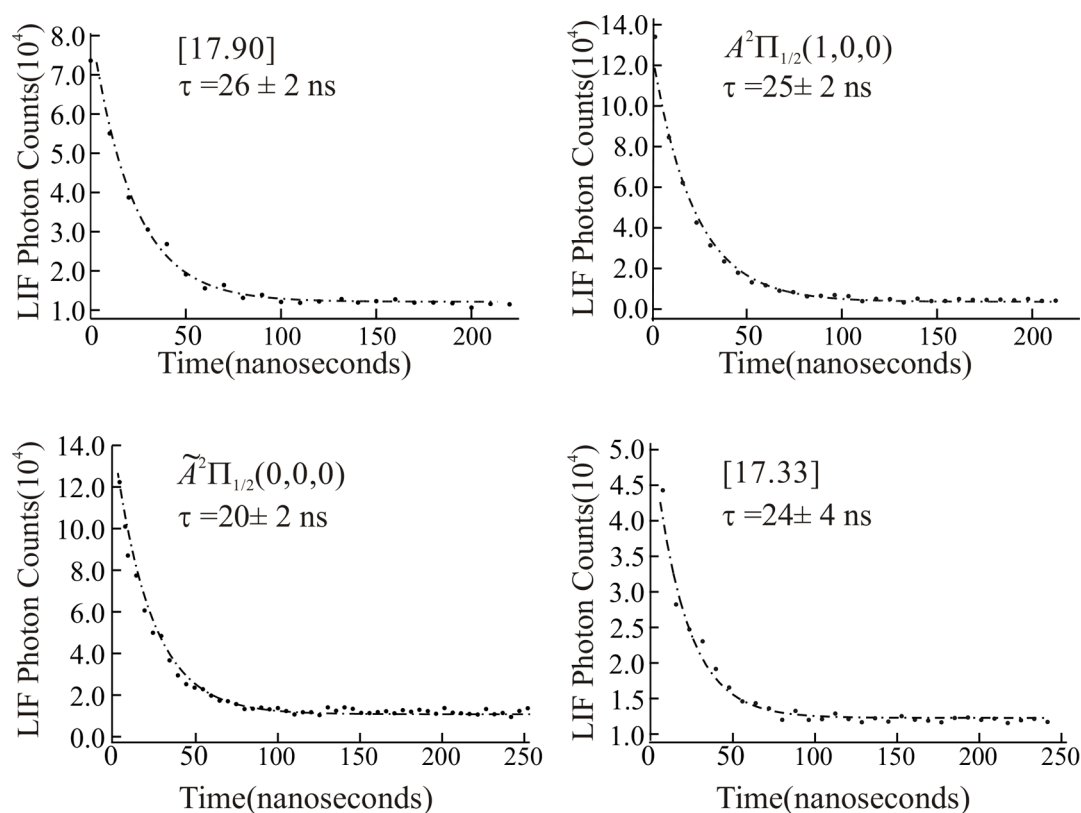 LIF Photon Counts(10⁴)
8.0
7.0
6.0
5.0
4.0
3.0
2.0
1.0
[17.90]
τ =26 ± 2 ns
0 50 100 150 200
Time(nanoseconds)
LIF Photon Counts(10⁴)
14.0
12.0
10.0
8.0
6.0
4.0
2.0
0.0
A²Π₁/₂(1,0,0)
τ =25± 2 ns
0 50 100 150 200
Time(nanoseconds)
LIF Photon Counts(10⁴)
14.0
12.0
10.0
8.0
6.0
4.0
2.0
0.0
òΠ₁/₂(0,0,0)
τ =20± 2 ns
0 50 100 150 200 250
Time(nanoseconds)
LIF Photon Counts(10⁴)
5.0
4.5
4.0
3.5
3.0
2.5
2.0
1.5
1.0
[17.33]
τ =24± 4 ns
0 50 100 150 200 250
Time(nanoseconds)